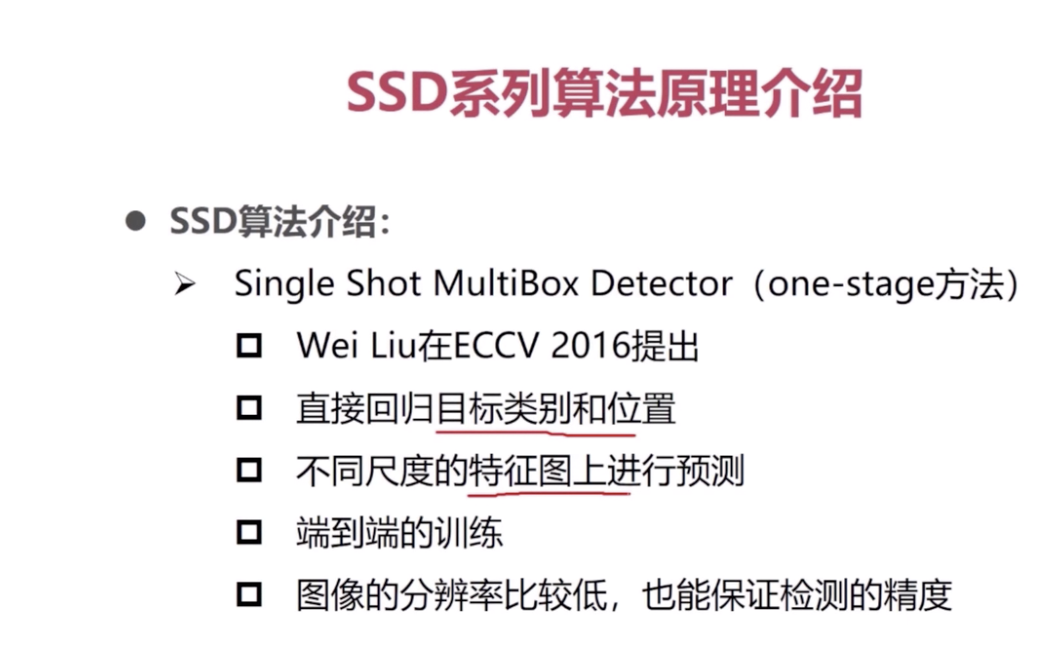 SSD系列算法原理介绍
SSD算法介绍：
Single Shot MultiBox Detector（one-stage方法）
Wei Liu在ECCV 2016提出
直接回归目标类别和位置
不同尺度的特征图上进行预测
端到端的训练
图像的分辨率比较低，也能保证检测的精度